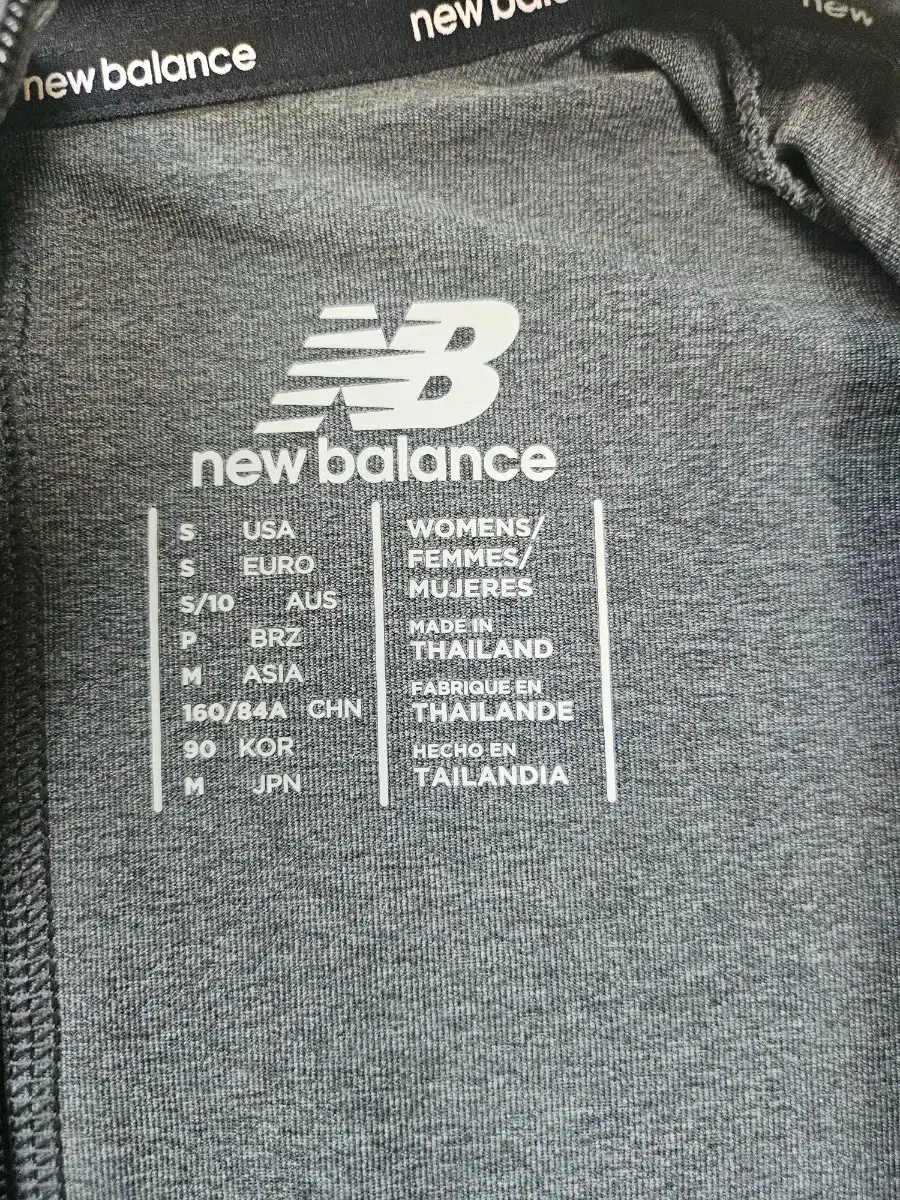 new balance
new
new
NB
new balance
S USA
S EURO
S/10 AUS
P BRZ
M ASIA
160/84A CHN
90 KOR
M JPN
WOMENS/
FEMMES/
MUJERES
MADE IN
THAILAND
FABRIQUE EN
THAILANDE
HECHO EN
TAILANDIA